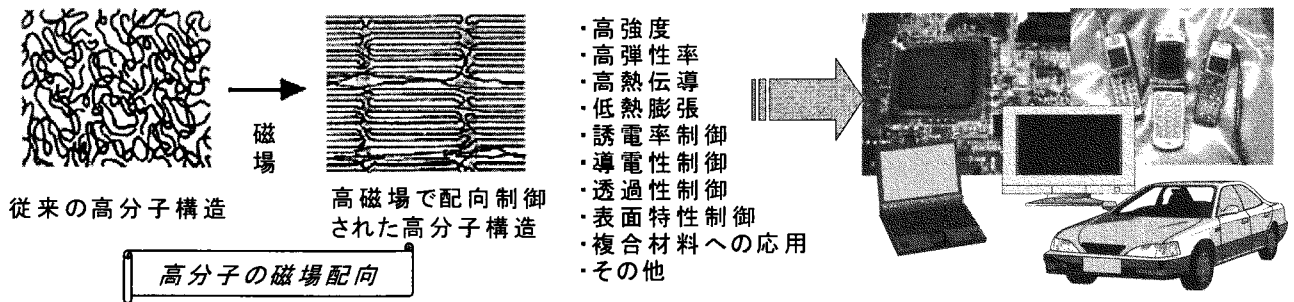 磁
場
従来の高分子構造
高磁場で配向制御
された高分子構造
高分子の磁場配向
・高強度
・高弾性率
・高熱伝導
・低熱膨張
・誘電率制御
・導電性制御
・透過性制御
・表面特性制御
・複合材料への応用
・その他